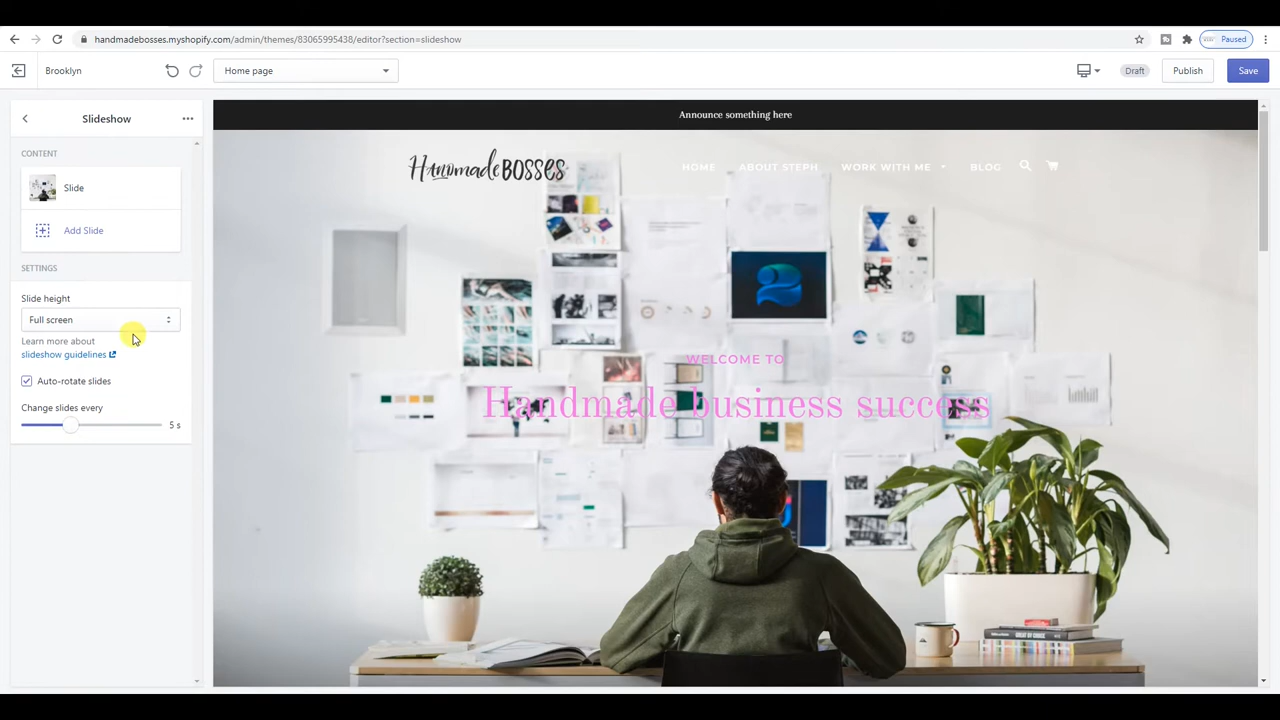 handmadebosses.myshopify.com/admin/themes/83065995438/editor?section=slideshow
Paused
Brooklyn
Home page
Draft
Publish
Save
Slideshow
CONTENT
Slide
Add Slide
SETTINGS
Slide height
Full screen
Learn more about
slideshow guidelines
Auto-rotate slides
Change slides every
5 s
Announce something here
Handmade BOSSES
HOME
ABOUT STEPH
WORK WITH ME
BLOG
WELCOME TO
Handmade business success